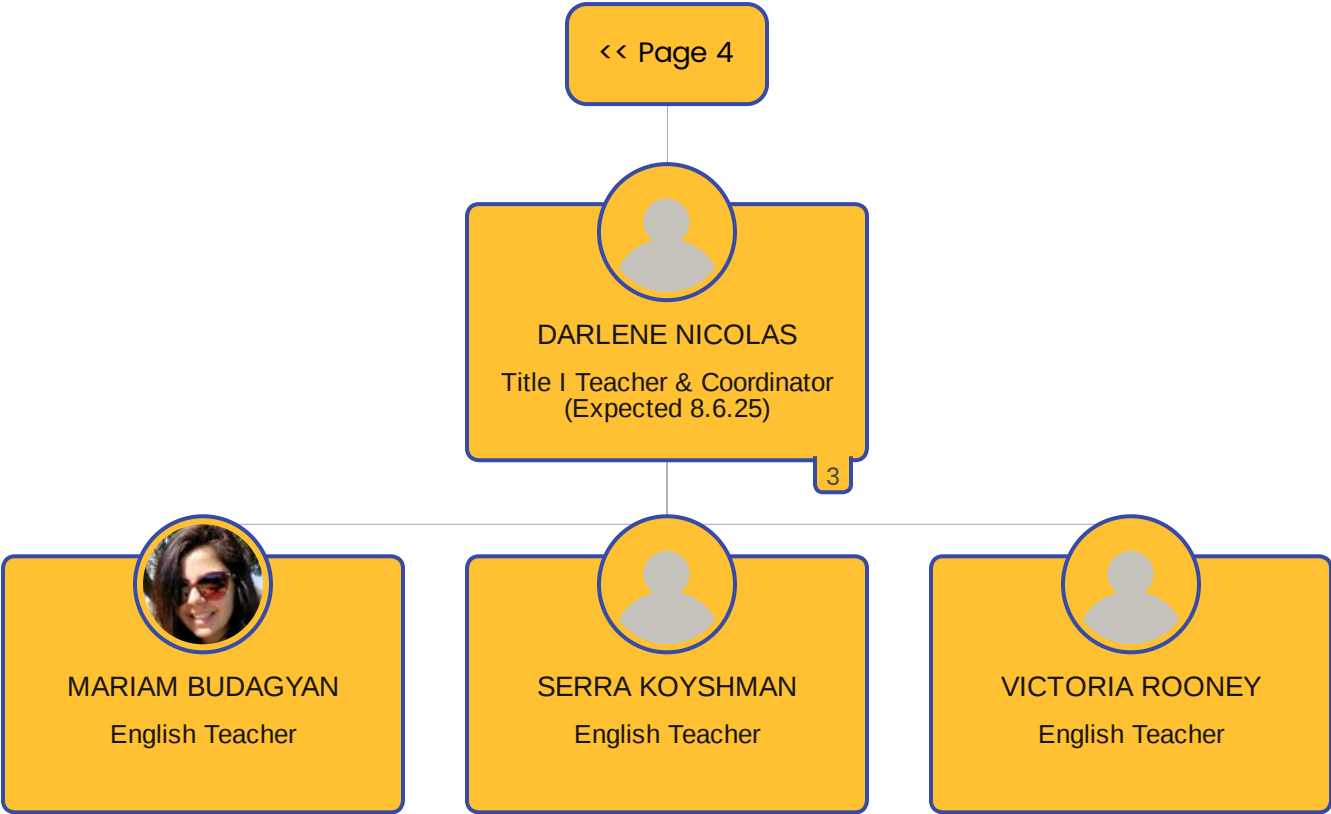 << Page 4
DARLENE NICOLAS
Title I Teacher & Coordinator
(Expected 8.6.25)
3
MARIAM BUDAGYAN
English Teacher
SERRA KOYSHMAN
English Teacher
VICTORIA ROONEY
English Teacher